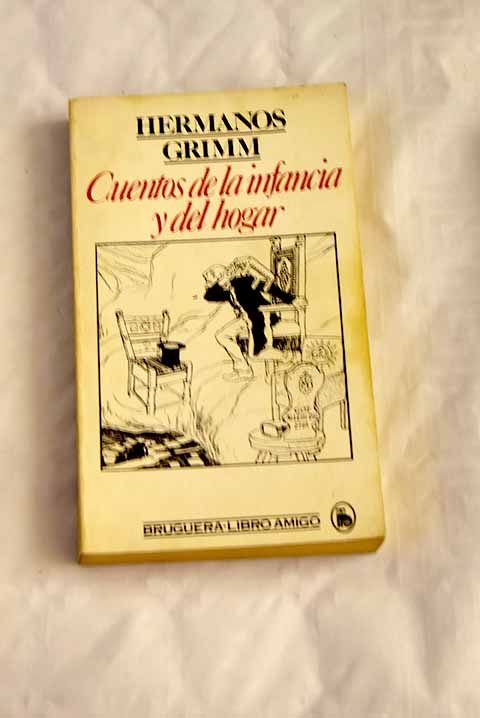 HERMANOS
GRIMM
Cuentos de la infancia
y del hogar
BRUGUERA-LIBRO AMIGO